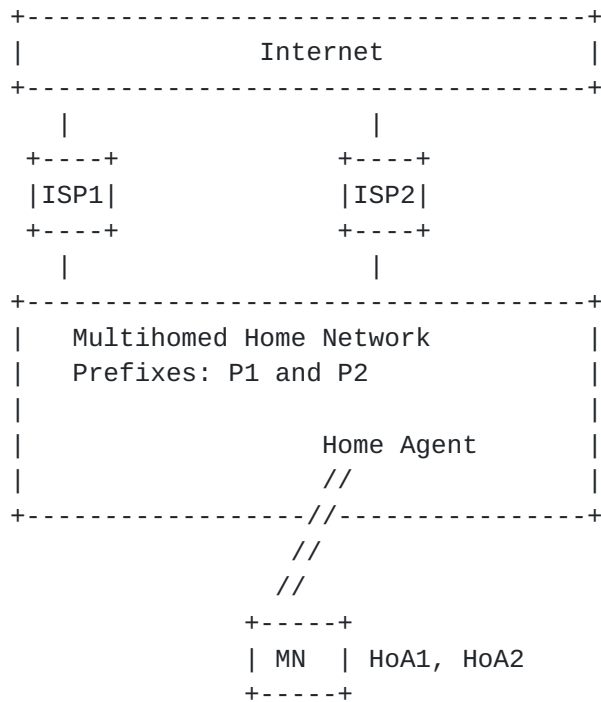 Internet
ISP1 ISP2
Multihomed Home Network
Prefixes: P1 and P2
Home Agent
MN HoA1, HoA2